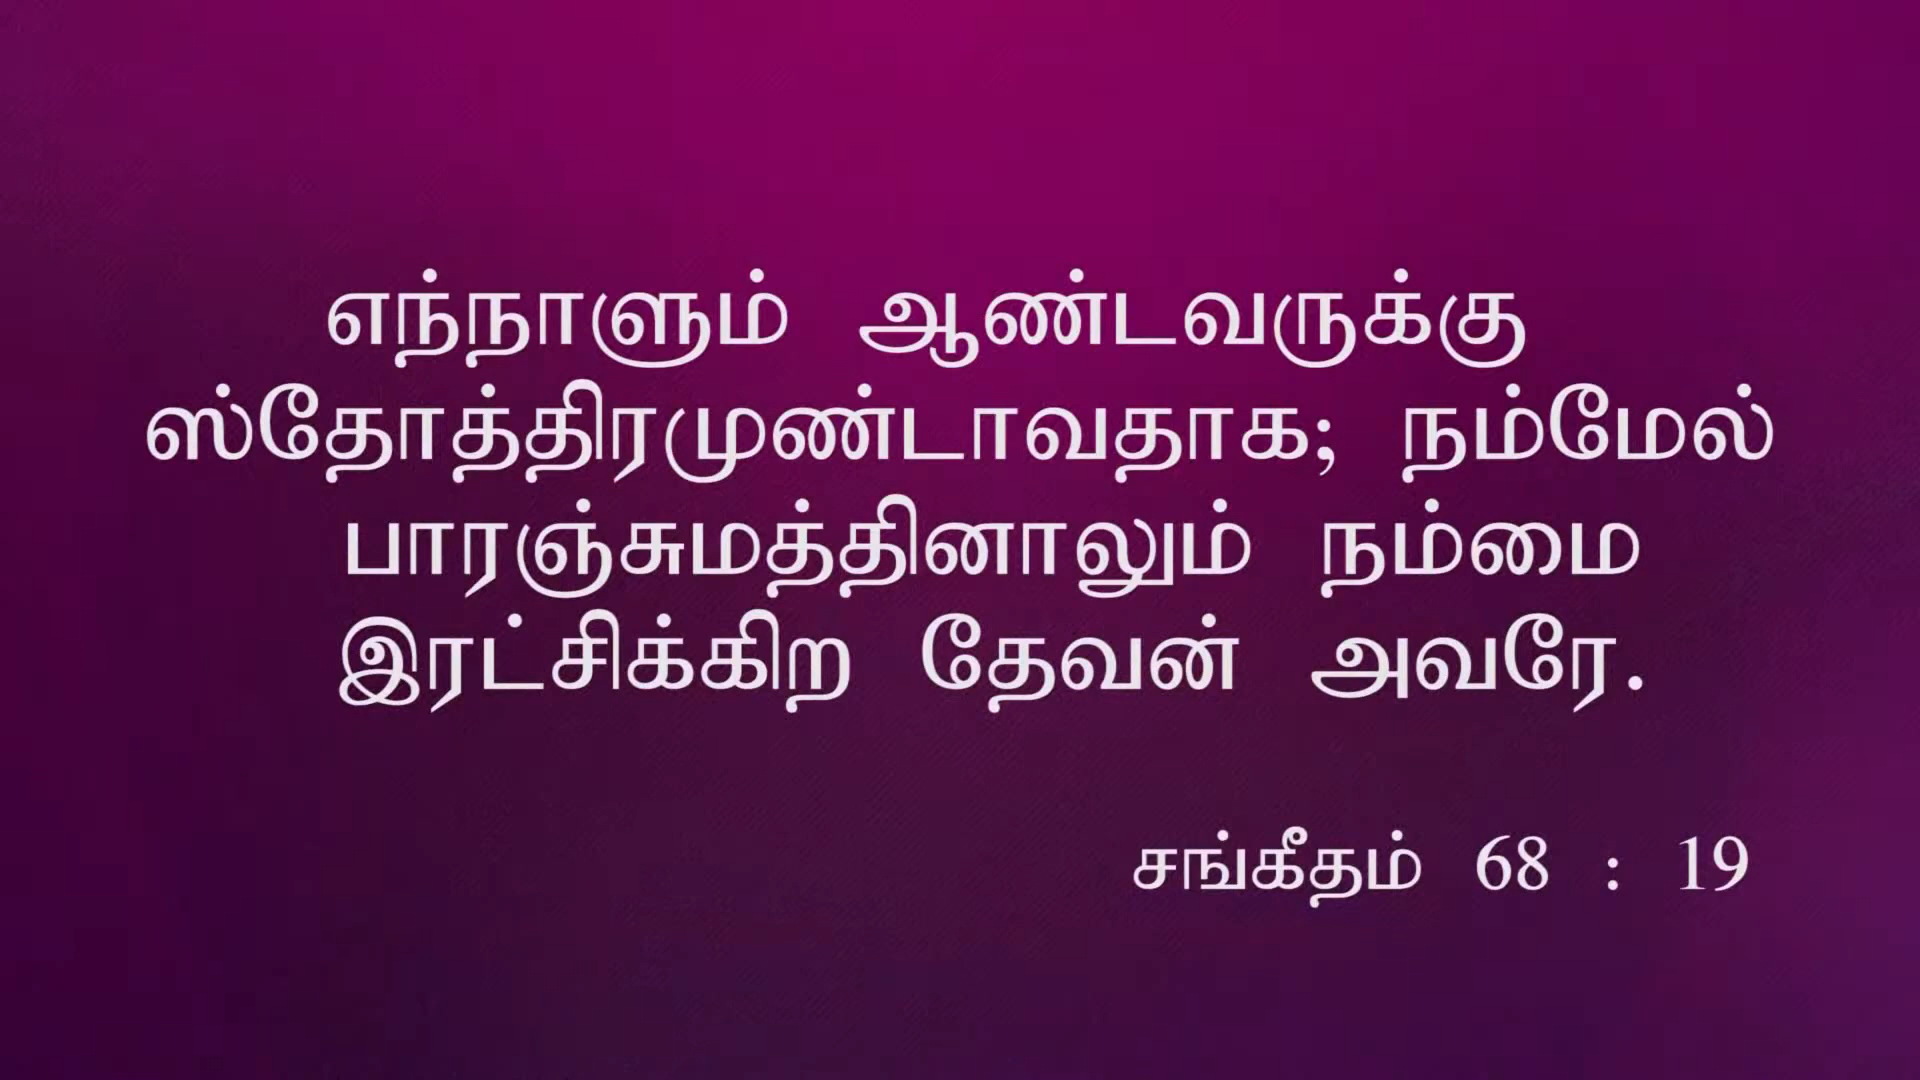 எந்நாளும் ஆண்டவருக்கு
ஸ்தோத்திரமுண்டாவதாக; நம்மேல்
பாரஞ்சுமத்தினாலும் நம்மை
இரட்சிக்கிற தேவன் அவரே.
சங்கீதம் 68 : 19